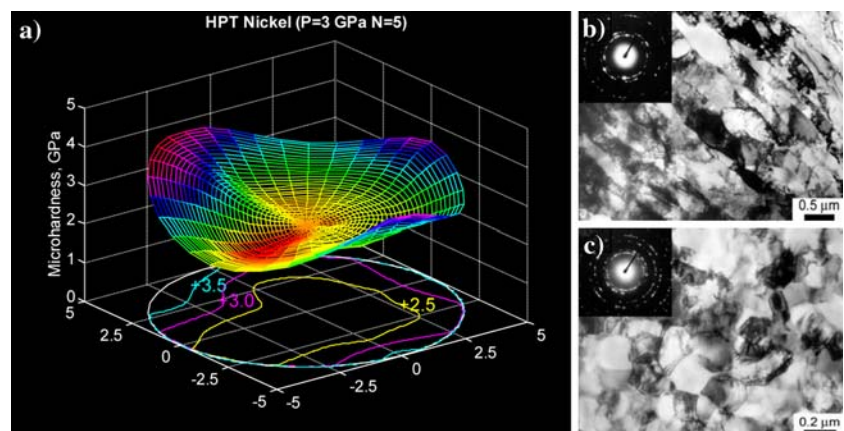 a)
HPT Nickel (P=3 GPa N=5)
Microhardness, GPa
5
4
3
2
1
0
5
2.5
0
-2.5
-5
-5
-2.5
0
2.5
5
+3.5
+3.0
+2.5
b)
0.5 μm
c)
0.2 μm